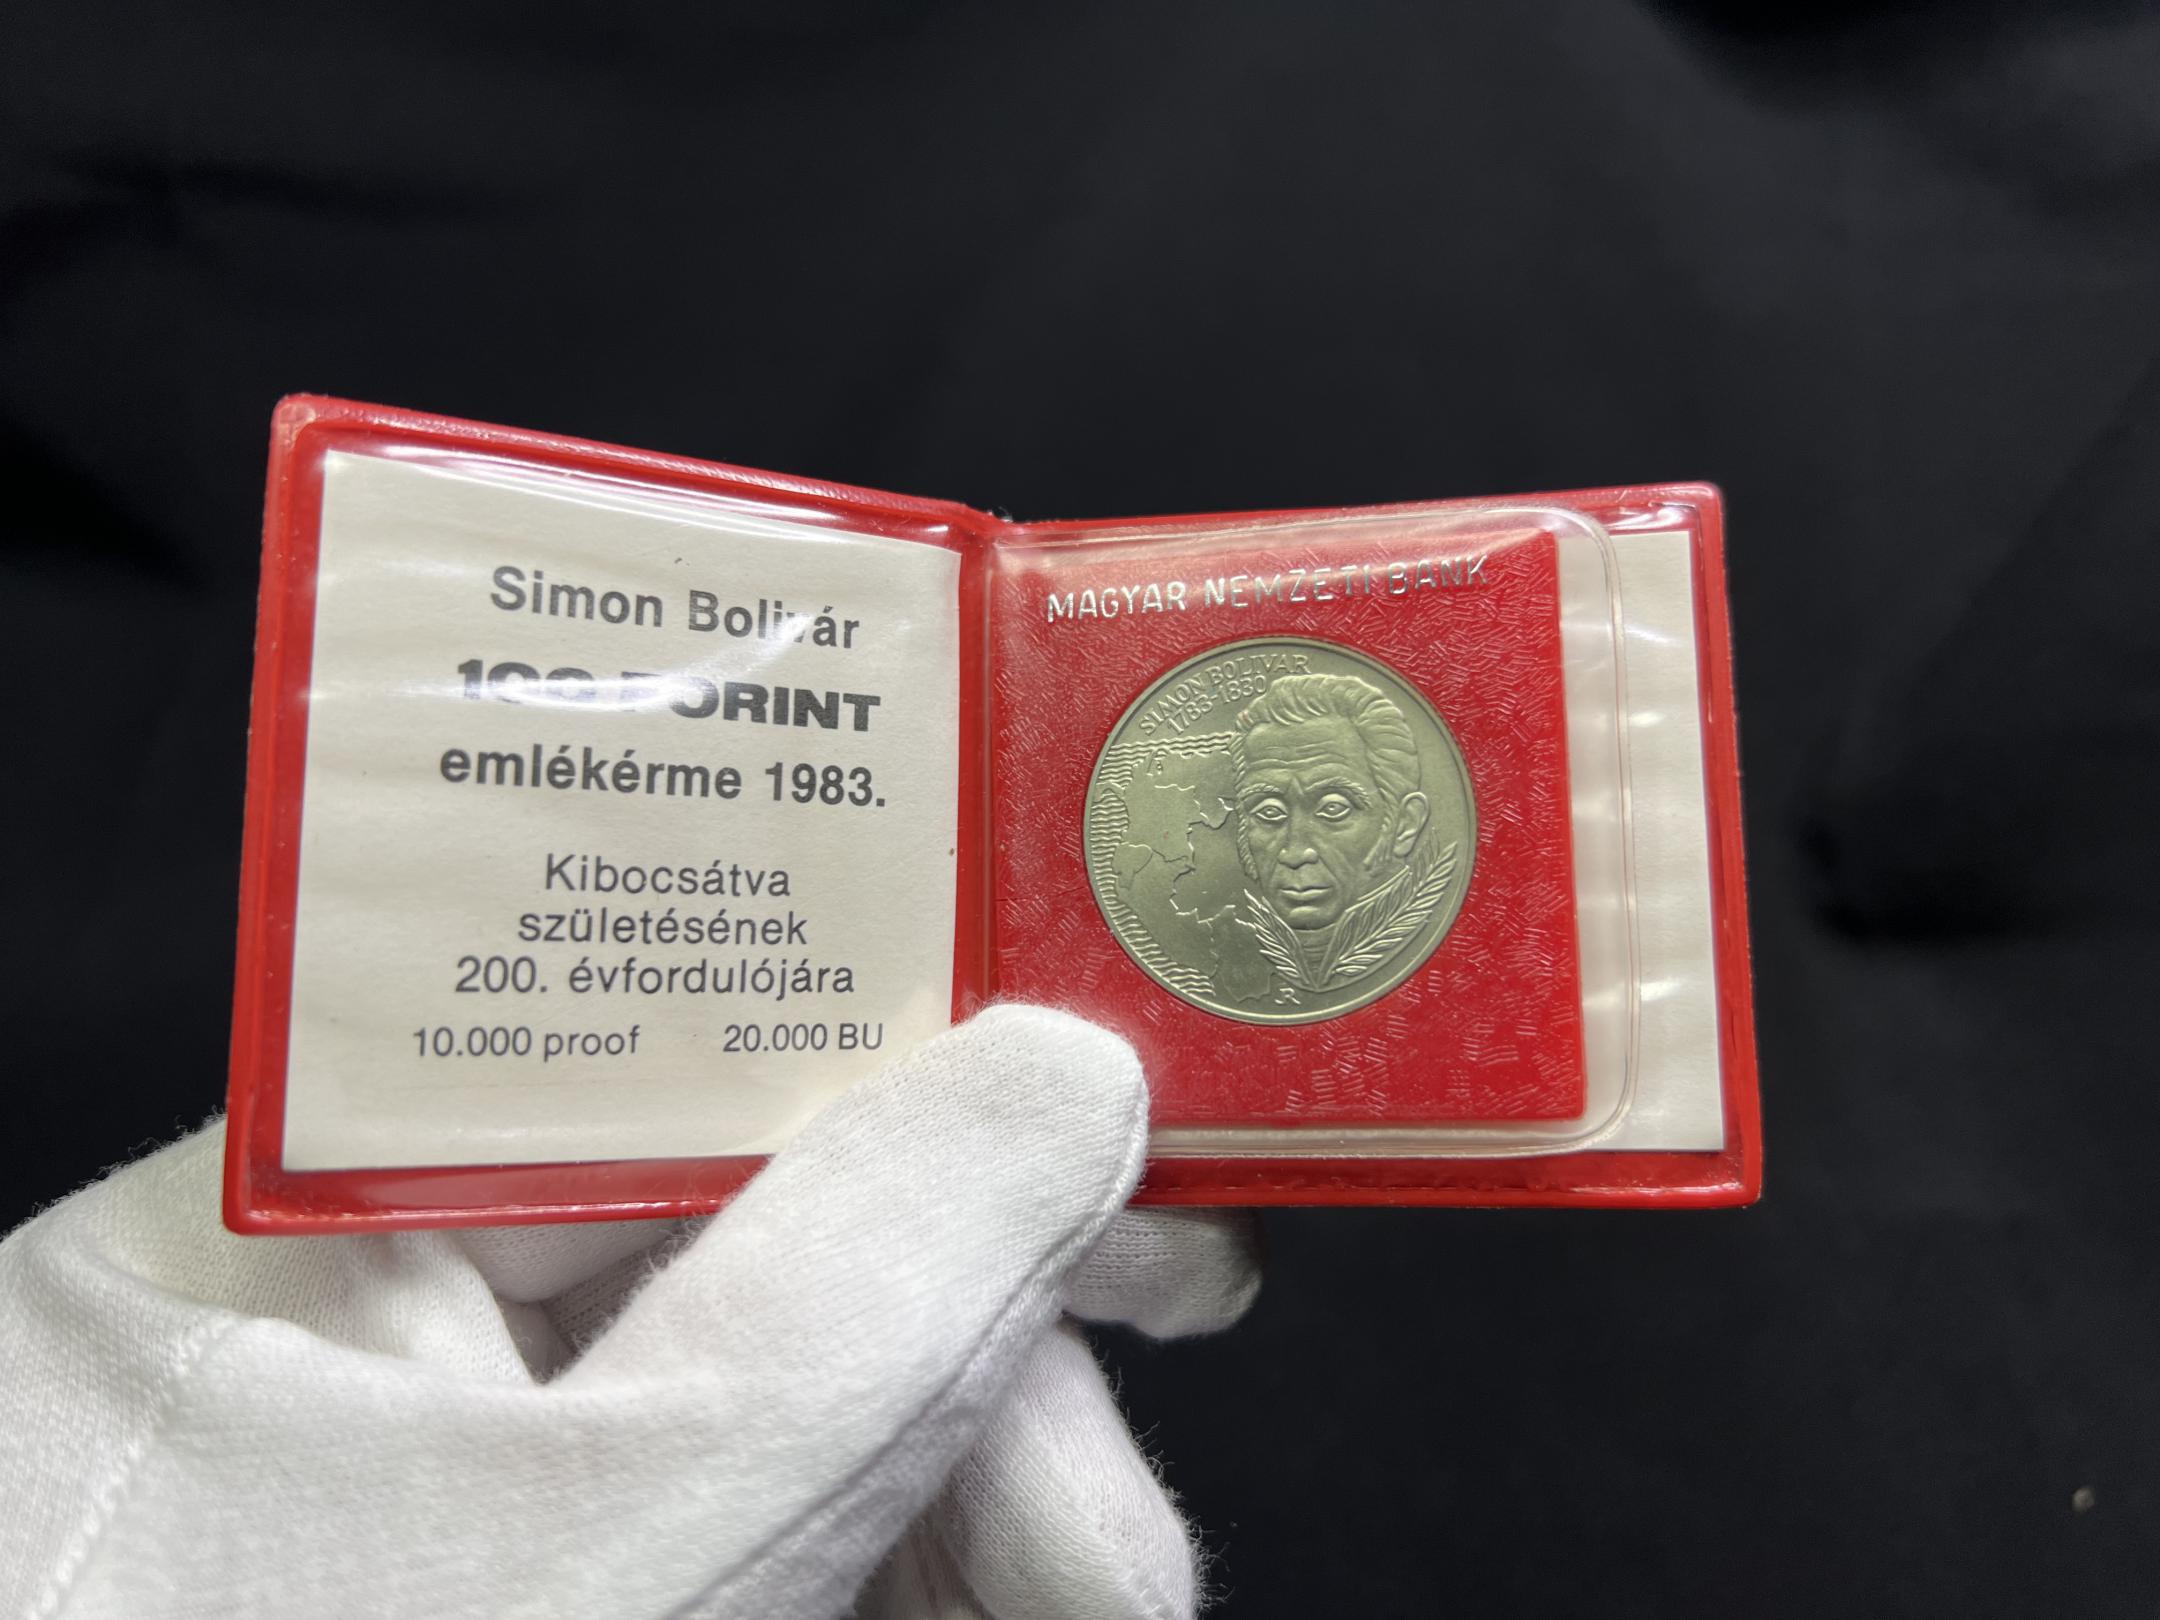 Simon Bolivár
100 FORINT
emlékérme 1983.
Kibocsátva
születésének
200. évfordulójára
10.000 proof 20.000 BU
MAGYAR NEMZETI BANK
SIMON BOLIVAR
1783-1830
JR